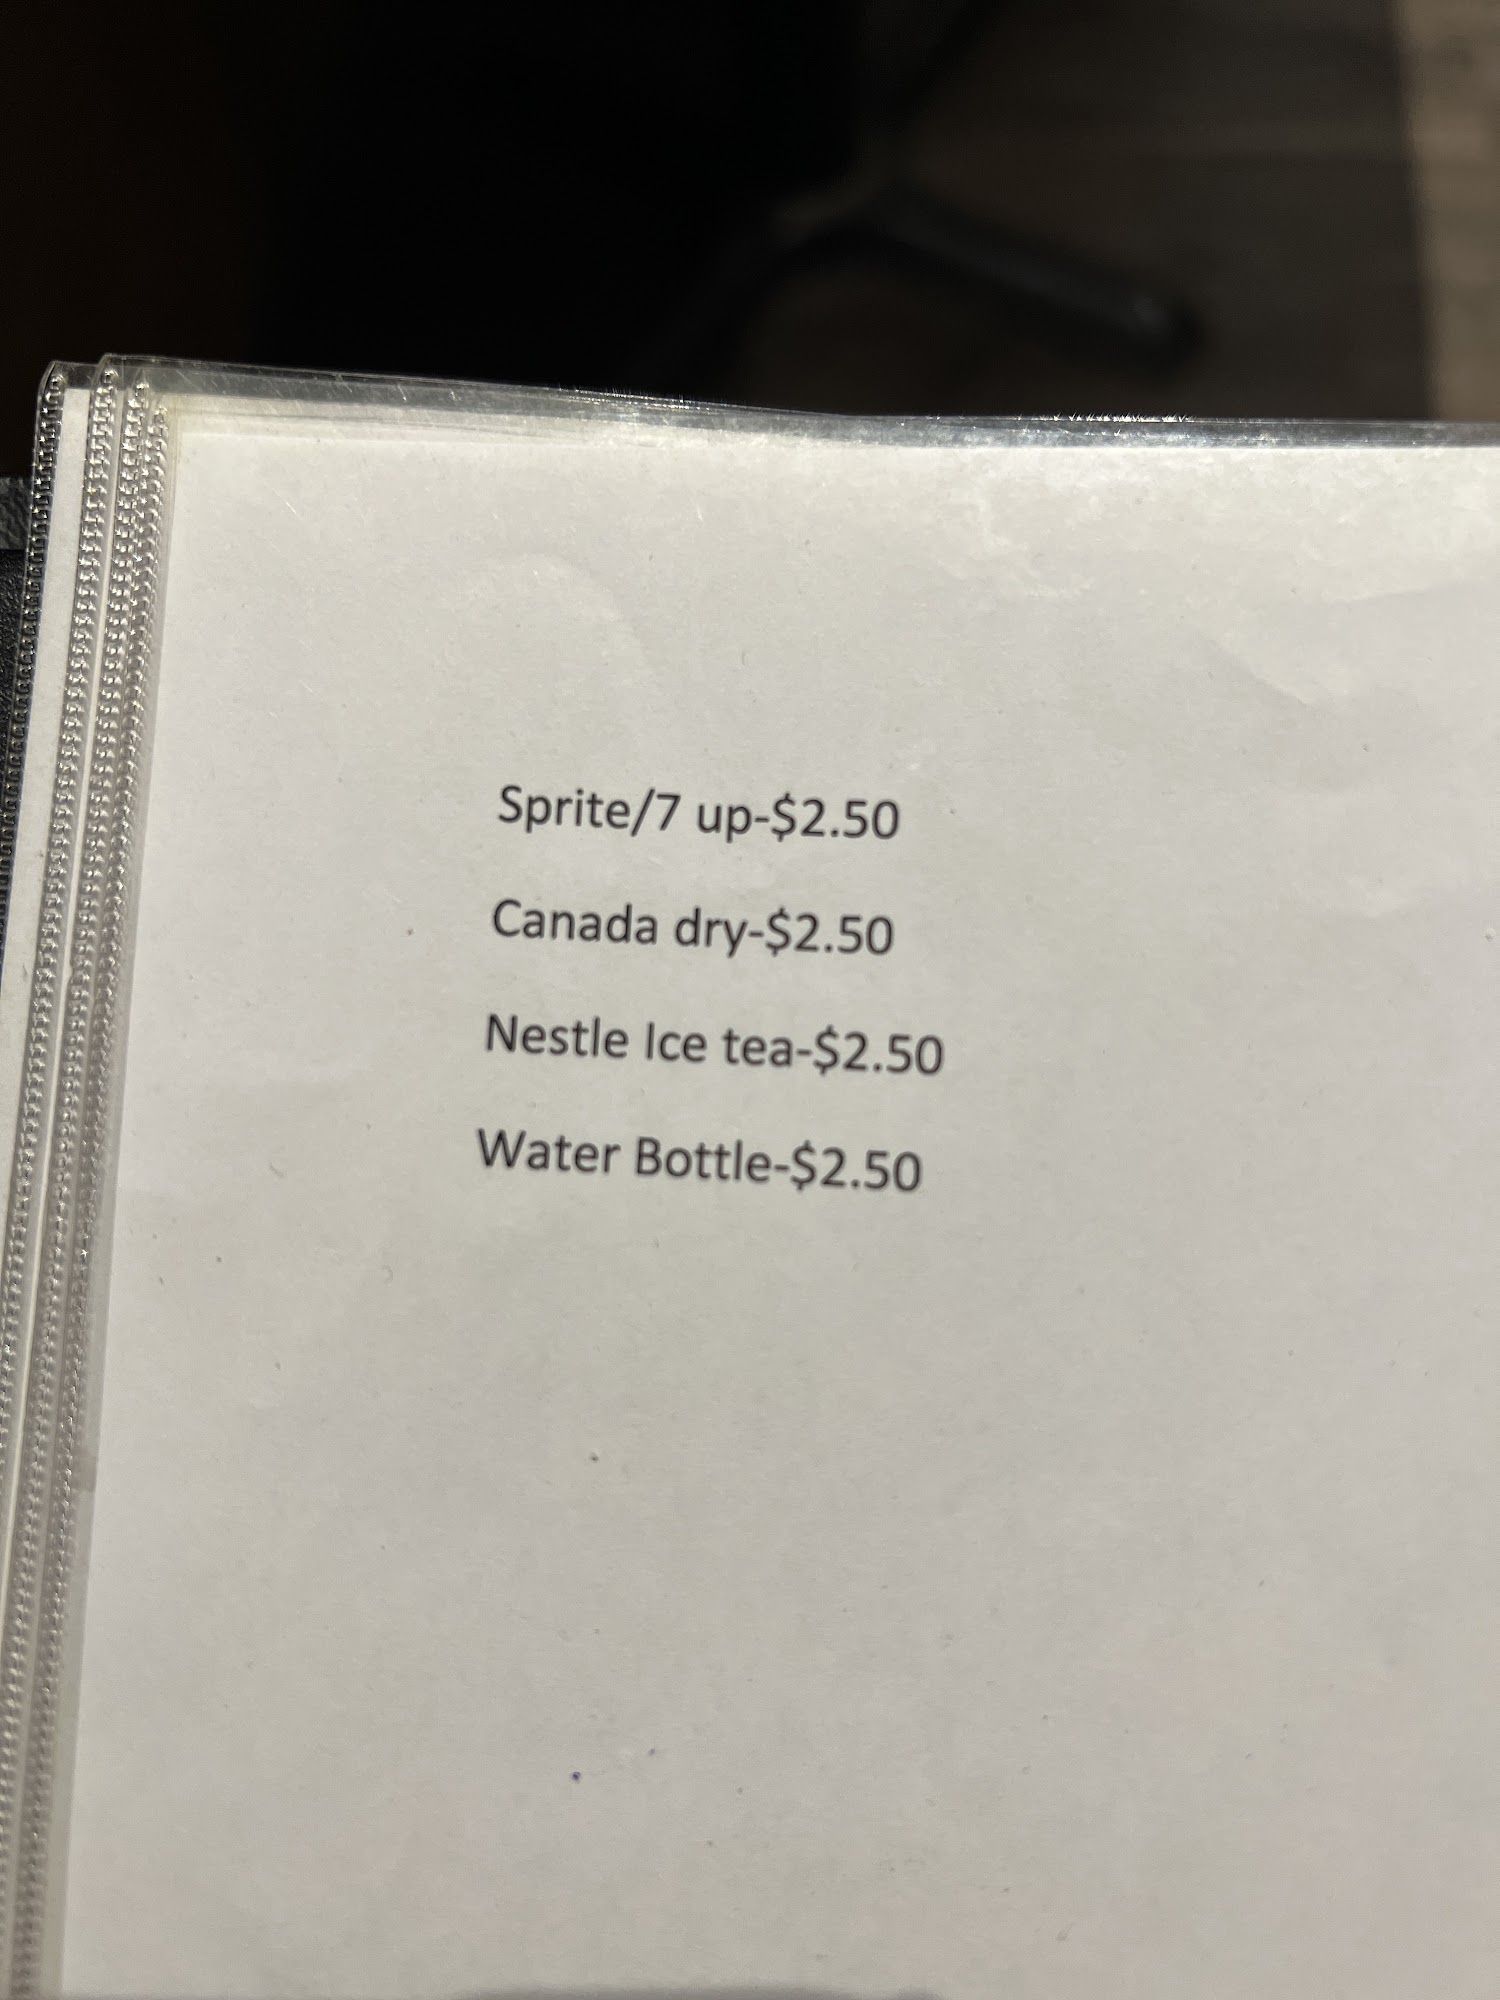 Sprite/7 up-$2.50
Canada dry-$2.50
Nestle Ice tea-$2.50
Water Bottle-$2.50